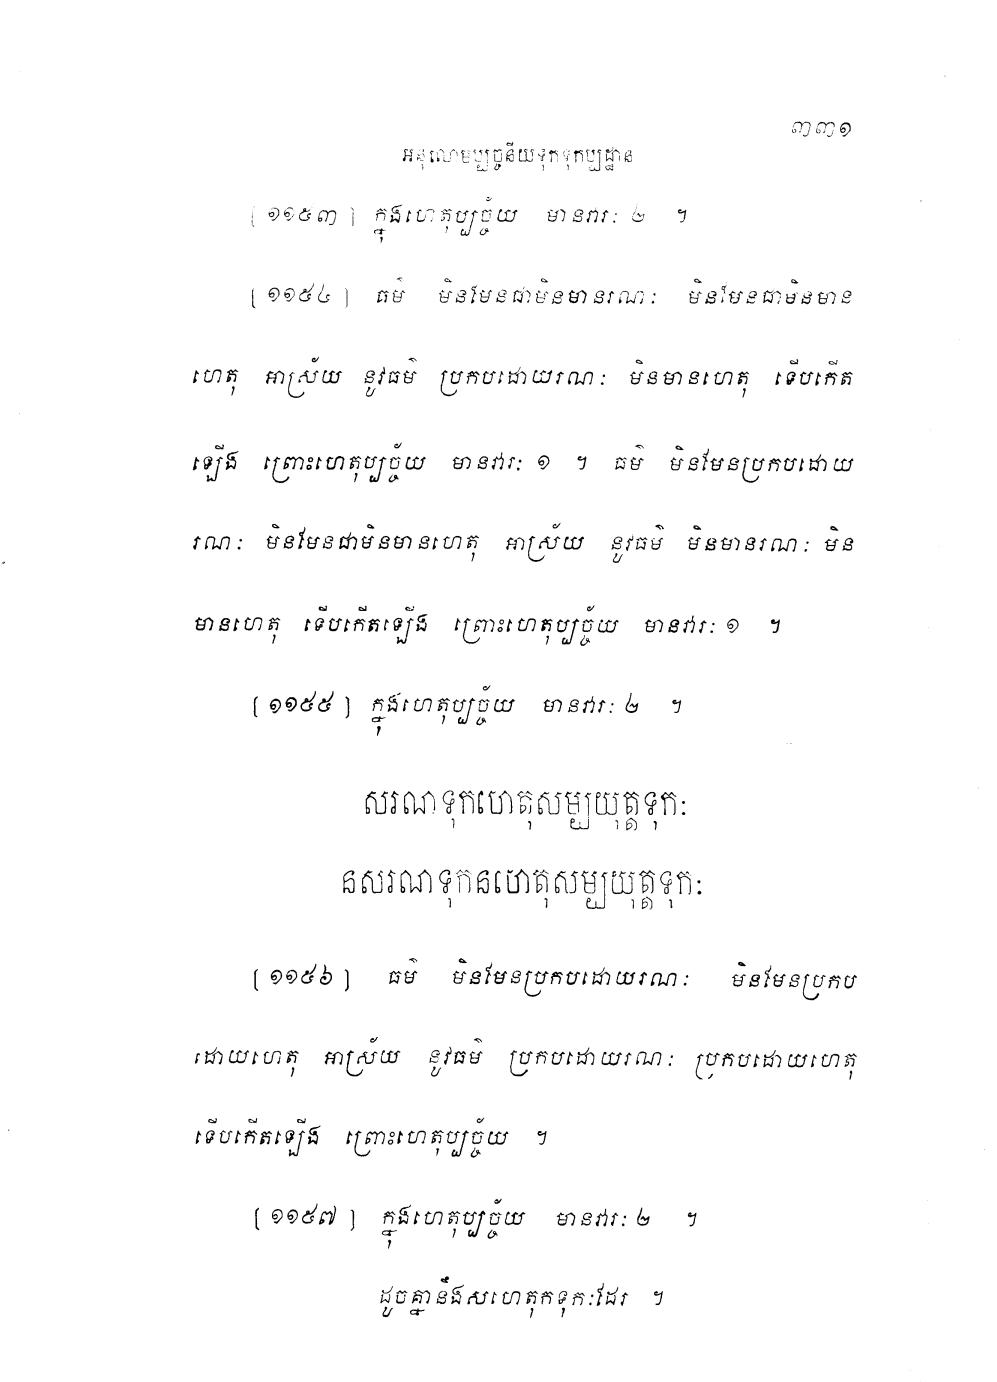 ៣៣១
អនុលោមប្បច្ចនីយទុកទុកប្បដ្ឋាន
[ ១១៥៣ ] ក្នុងហេតុប្បច្ច័យ មានវារៈ ២ ។
[ ១១៥៤ ] ធម៌ មិនមែនជាមិនមានរណៈ មិនមែនជាមិនមាន
ហេតុ អាស្រ័យ នូវធម៌ ប្រកបដោយរណៈ មិនមានហេតុ ទើបកើត
ឡើង ព្រោះហេតុប្បច្ច័យ មានវារៈ ១ ។ ធម៌ មិនមែនប្រកបដោយ
រណៈ មិនមែនជាមិនមានហេតុ អាស្រ័យ នូវធម៌ មិនមានរណៈ មិន
មានហេតុ ទើបកើតឡើង ព្រោះហេតុប្បច្ច័យ មានវារៈ ១ ។
[ ១១៥៥ ] ក្នុងហេតុប្បច្ច័យ មានវារៈ ២ ។
សរណទុកហេតុសម្បយុត្តទុកៈ
នសរណទុកនហេតុសម្បយុត្តទុកៈ
[ ១១៥៦ ] ធម៌ មិនមែនប្រកបដោយរណៈ មិនមែនប្រកប
ដោយហេតុ អាស្រ័យ នូវធម៌ ប្រកបដោយរណៈ ប្រកបដោយហេតុ
ទើបកើតឡើង ព្រោះហេតុប្បច្ច័យ ។
[ ១១៥៧ ] ក្នុងហេតុប្បច្ច័យ មានវារៈ ២ ។
ដូចគ្នានឹងសហេតុកទុកៈដែរ ។